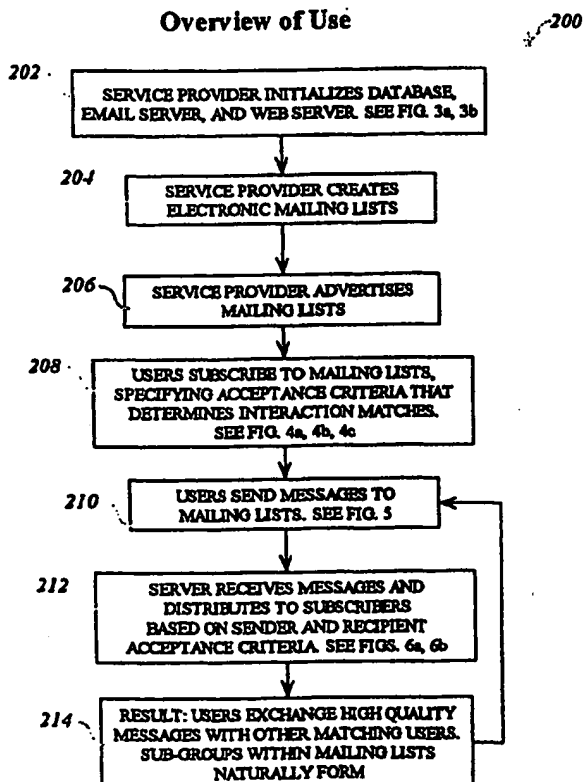 Overview of Use
200
202
SERVICE PROVIDER INITIALIZES DATABASE,
EMAIL SERVER, AND WEB SERVER. SEE FIG. 3a, 3b
204
SERVICE PROVIDER CREATES
ELECTRONIC MAILING LISTS
206
SERVICE PROVIDER ADVERTISES
MAILING LISTS
208
USERS SUBSCRIBE TO MAILING LISTS,
SPECIFYING ACCEPTANCE CRITERIA THAT
DETERMINES INTERACTION MATCHES.
SEE FIG. 4a, 4b, 4c
210
USERS SEND MESSAGES TO
MAILING LISTS. SEE FIG. 5
212
SERVER RECEIVES MESSAGES AND
DISTRIBUTES TO SUBSCRIBERS
BASED ON SENDER AND RECIPIENT
ACCEPTANCE CRITERIA. SEE FIGS. 6a, 6b
214
RESULT: USERS EXCHANGE HIGH QUALITY
MESSAGES WITH OTHER MATCHING USERS.
SUB-GROUPS WITHIN MAILING LISTS
NATURALLY FORM